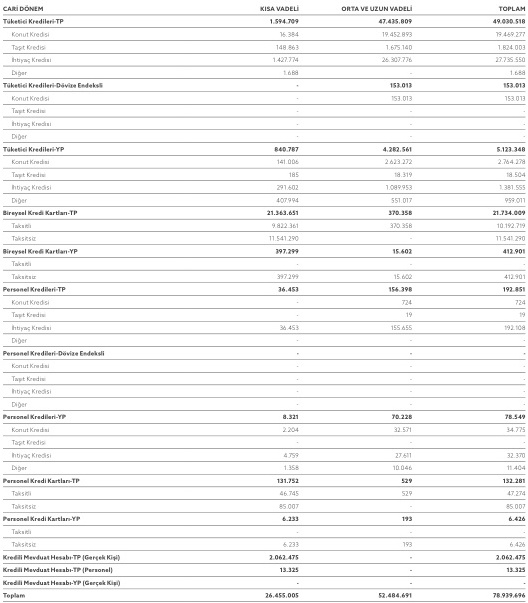 CARİ DÖNEM KISA VADELİ ORTA VE UZUN VADELİ TOPLAM
Tüketici Kredileri-TP 1.594.709 47.435.809 49.030.518
Konut Kredisi 16.384 19.452.893 19.469.277
Taşıt Kredisi 148.863 1.675.140 1.824.003
İhtiyaç Kredisi 1.427.774 26.307.776 27.735.550
Diğer 1.688 - 1.688
Tüketici Kredileri-Dövize Endeksli - 153.013 153.013
Konut Kredisi - 153.013 153.013
Taşıt Kredisi - - -
İhtiyaç Kredisi - - -
Diğer - - -
Tüketici Kredileri-YP 840.787 4.282.561 5.123.348
Konut Kredisi 141.006 2.623.272 2.764.278
Taşıt Kredisi 185 18.319 18.504
İhtiyaç Kredisi 291.602 1.089.953 1.381.555
Diğer 407.994 551.017 959.011
Bireysel Kredi Kartları-TP 21.363.651 370.358 21.734.009
Taksitli 9.822.361 370.358 10.192.719
Taksitsiz 11.541.290 - 11.541.290
Bireysel Kredi Kartları-YP 397.299 15.602 412.901
Taksitli - - -
Taksitsiz 397.299 15.602 412.901
Personel Kredileri-TP 36.453 156.398 192.851
Konut Kredisi - 724 724
Taşıt Kredisi - 19 19
İhtiyaç Kredisi 36.453 155.655 192.108
Diğer - - -
Personel Kredileri-Dövize Endeksli - - -
Konut Kredisi - - -
Taşıt Kredisi - - -
İhtiyaç Kredisi - - -
Diğer - - -
Personel Kredileri-YP 8.321 70.228 78.549
Konut Kredisi 2.204 32.571 34.775
Taşıt Kredisi - - -
İhtiyaç Kredisi 4.759 27.611 32.370
Diğer 1.358 10.046 11.404
Personel Kredi Kartları-TP 131.752 529 132.281
Taksitli 46.745 529 47.274
Taksitsiz 85.007 - 85.007
Personel Kredi Kartları-YP 6.233 193 6.426
Taksitli - - -
Taksitsiz 6.233 193 6.426
Kredili Mevduat Hesabı-TP (Gerçek Kişi) 2.062.475 - 2.062.475
Kredili Mevduat Hesabı-TP (Personel) 13.325 - 13.325
Kredili Mevduat Hesabı-YP (Gerçek Kişi) - - -
Toplam 26.455.005 52.484.691 78.939.696